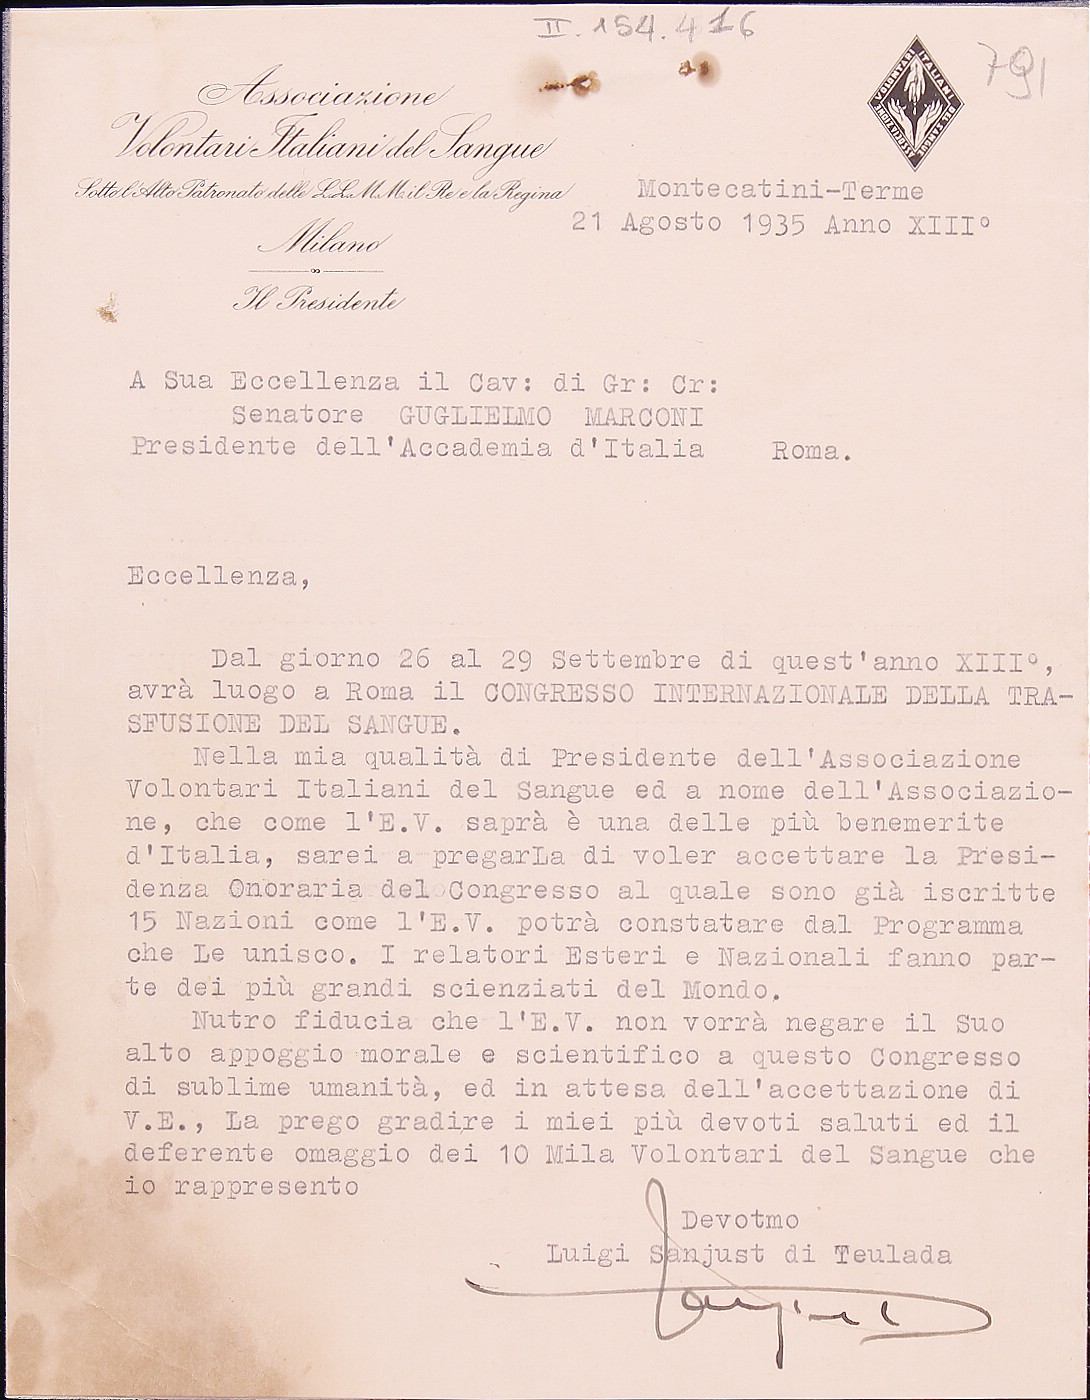 II. 154.416
791
VOLONTARI ITALIANI DEL SANGUE ASSOCIAZIONE
Associazione
Volontari Italiani del Sangue
Sotto l'Alto Patronato delle LL.MM. il Re e la Regina
Milano
Il Presidente
Montecatini-Terme
21 Agosto 1935 Anno XIII°
A Sua Eccellenza il Cav: di Gr: Cr:
Senatore GUGLIELMO MARCONI
Presidente dell'Accademia d'Italia Roma.
Eccellenza,
Dal giorno 26 al 29 Settembre di quest'anno XIII°,
avrà luogo a Roma il CONGRESSO INTERNAZIONALE DELLA TRA-
SFUSIONE DEL SANGUE.
Nella mia qualità di Presidente dell'Associazione
Volontari Italiani del Sangue ed a nome dell'Associazio-
ne, che come l'E.V. saprà è una delle più benemerite
d'Italia, sarei a pregarLa di voler accettare la Presi-
denza Onoraria del Congresso al quale sono già iscritte
15 Nazioni come l'E.V. potrà constatare dal Programma
che Le unisco. I relatori Esteri e Nazionali fanno par-
te dei più grandi scienziati del Mondo.
Nutro fiducia che l'E.V. non vorrà negare il Suo
alto appoggio morale e scientifico a questo Congresso
di sublime umanità, ed in attesa dell'accettazione di
V.E., La prego gradire i miei più devoti saluti ed il
deferente omaggio dei 10 Mila Volontari del Sangue che
io rappresento
Devotmo
Luigi Sanjust di Teulada
Sanjust